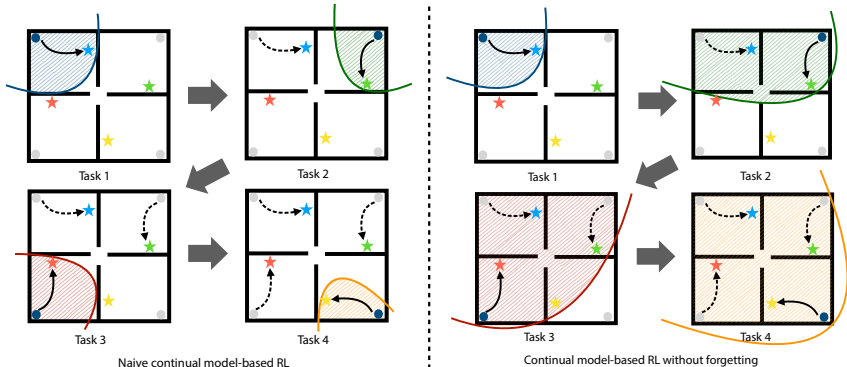 Task 1
Task 2
Task 3
Task 4
Naive continual model-based RL
Task 1
Task 2
Task 3
Task 4
Continual model-based RL without forgetting